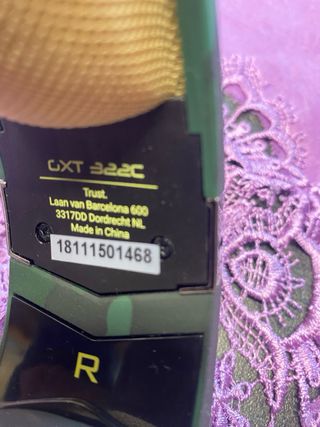 GXT 322C
Trust.
Laan van Barcelona 600
3317DD Dordrecht NL
Made in China
18111501468
R